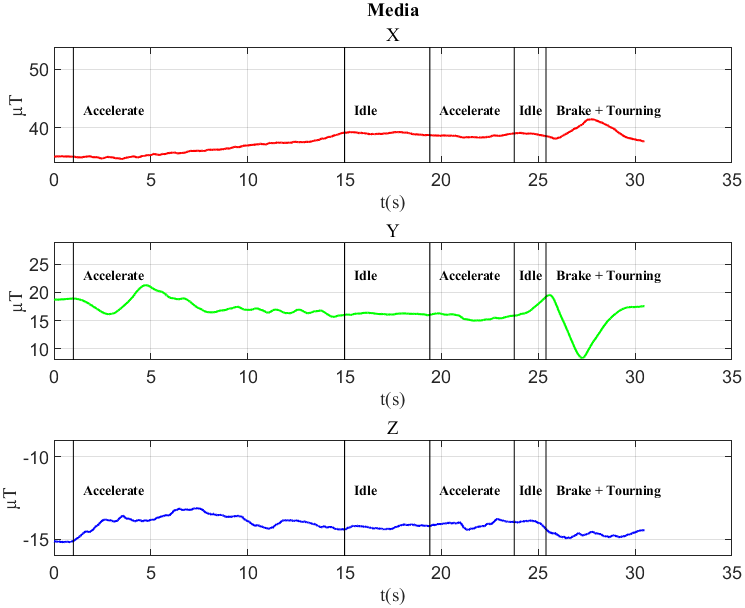 Media
X
50
40
μT
Accelerate
Idle
Accelerate
Idle
Brake + Tourning
0 5 10 15 20 25 30 35
t(s)
Y
25
20
15
10
μT
Accelerate
Idle
Accelerate
Idle
Brake + Tourning
0 5 10 15 20 25 30 35
t(s)
Z
-10
-15
μT
Accelerate
Idle
Accelerate
Idle
Brake + Tourning
0 5 10 15 20 25 30 35
t(s)